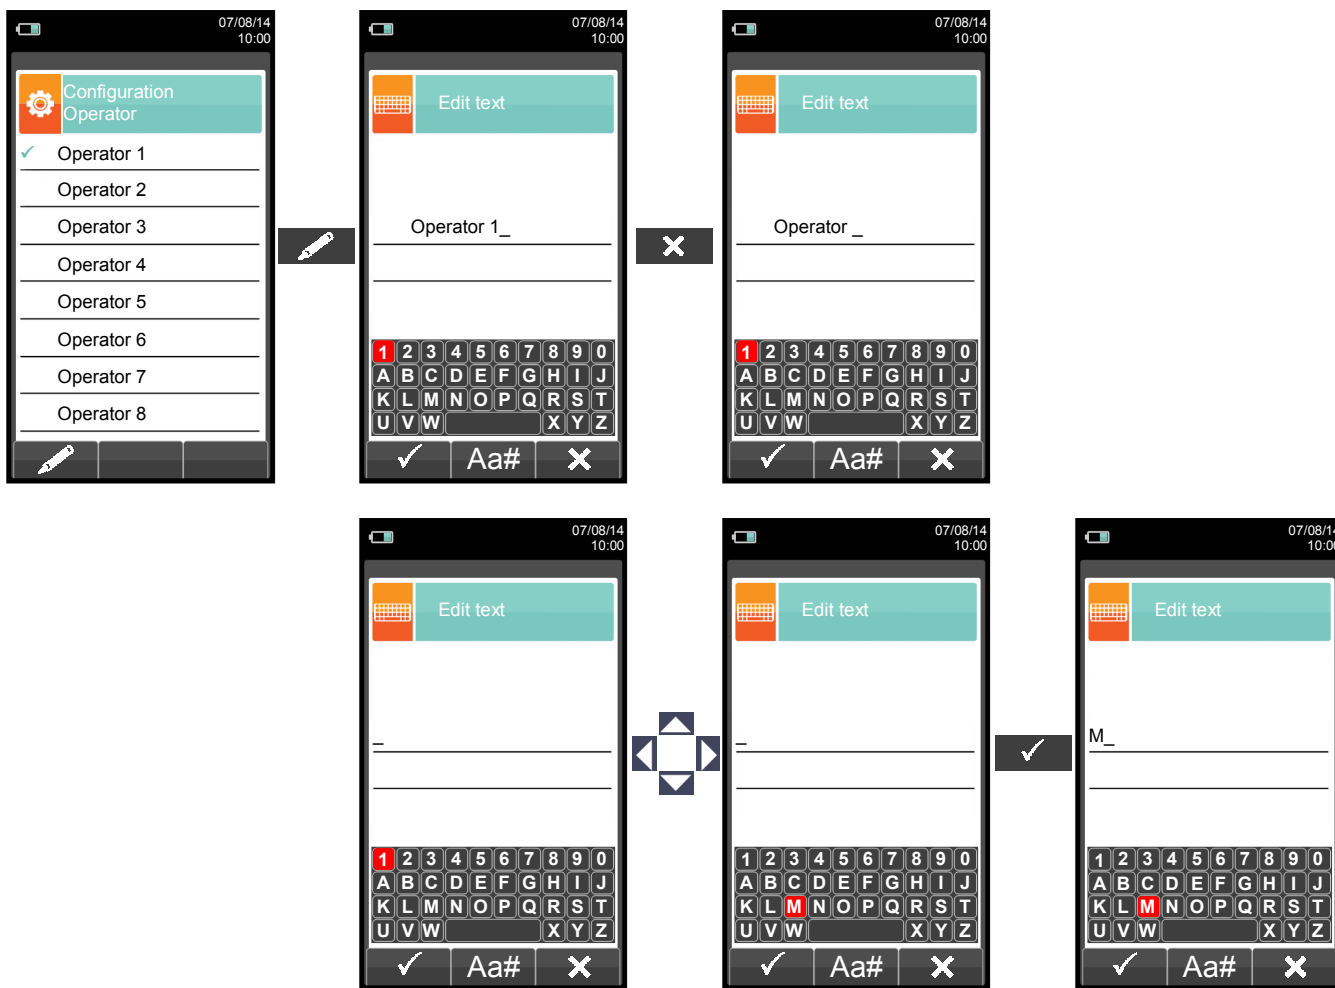 07/08/14
10:00
Configuration
Operator
Operator 1
Operator 2
Operator 3
Operator 4
Operator 5
Operator 6
Operator 7
Operator 8
07/08/14
10:00
Edit text
Operator 1_
1 2 3 4 5 6 7 8 9 0
A B C D E F G H I J
K L M N O P Q R S T
U V W X Y Z
Aa#
07/08/14
10:00
Edit text
Operator _
1 2 3 4 5 6 7 8 9 0
A B C D E F G H I J
K L M N O P Q R S T
U V W X Y Z
Aa#
07/08/14
10:00
Edit text
_
1 2 3 4 5 6 7 8 9 0
A B C D E F G H I J
K L M N O P Q R S T
U V W X Y Z
Aa#
07/08/14
10:00
Edit text
_
1 2 3 4 5 6 7 8 9 0
A B C D E F G H I J
K L M N O P Q R S T
U V W X Y Z
Aa#
07/08/14
10:00
Edit text
M_
1 2 3 4 5 6 7 8 9 0
A B C D E F G H I J
K L M N O P Q R S T
U V W X Y Z
Aa#